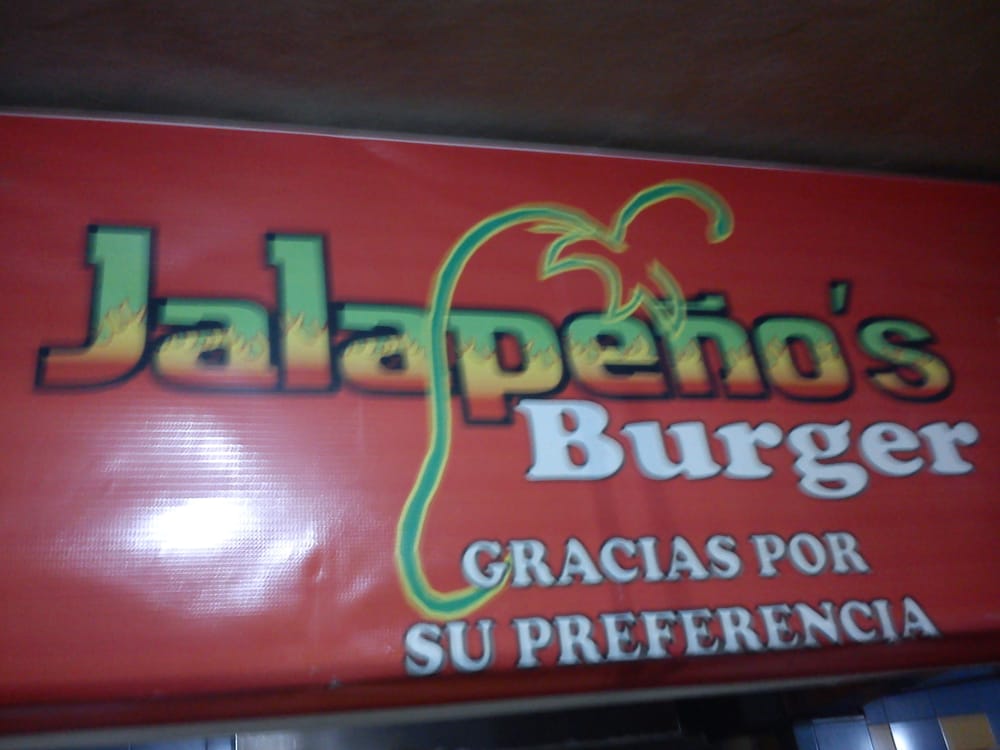 Jalapeño's
Burger
GRACIAS POR
SU PREFERENCIA